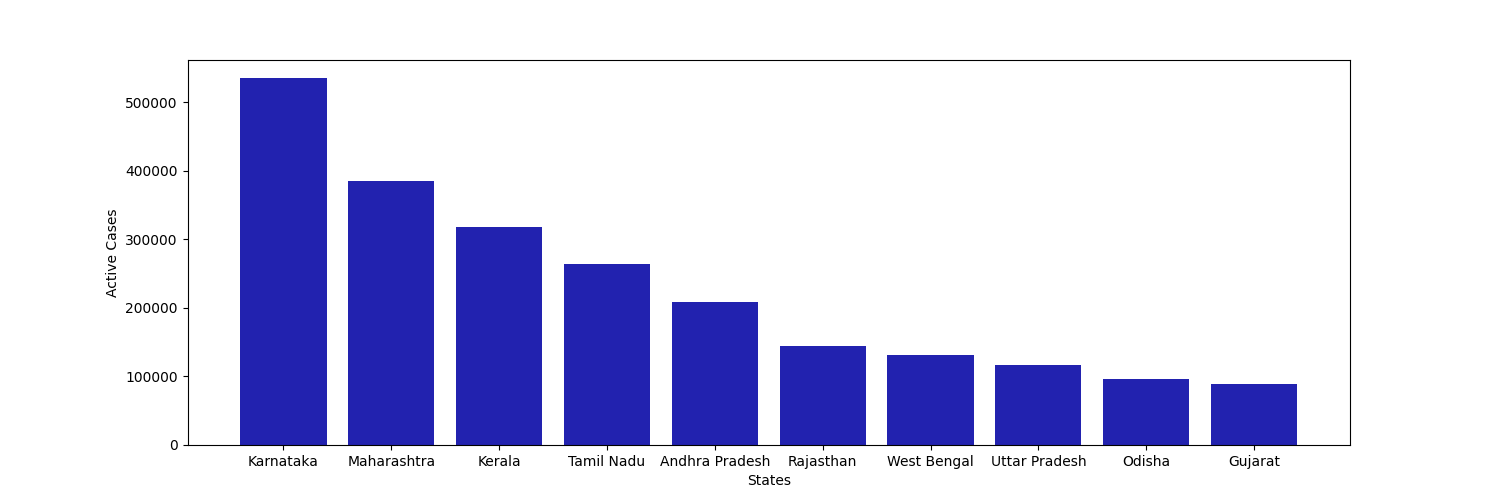 500000
400000
300000
200000
100000
0
Active Cases
Karnataka Maharashtra Kerala Tamil Nadu Andhra Pradesh Rajasthan West Bengal Uttar Pradesh Odisha Gujarat
States